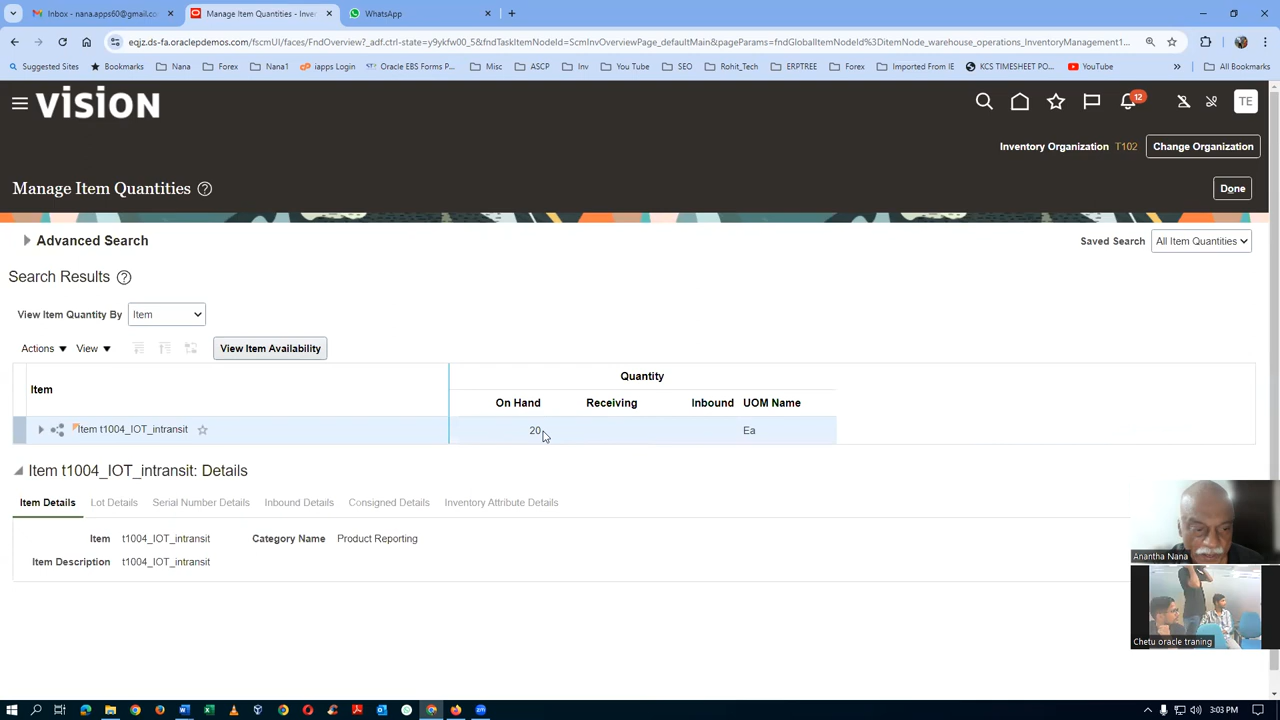 Inbox - nana.apps60@gmail.co
Manage Item Quantities - Inve
WhatsApp
eqjz.ds-fa.oraclepdemos.com/fscmUI/faces/FndOverview?_adf.ctrl-state=y9ykfw00_5&fndTaskItemNodeId=ScmInvOverviewPage_defaultMain&pageParams=fndGlobalItemNodeId%3DitemNode_warehouse_operations_InventoryManagement1...
Suggested Sites
Bookmarks
Nana
Forex
Nana1
iapps Login
Oracle EBS Forms P...
Misc
ASCP
Inv
You Tube
SEO
Rohit_Tech
ERPTREE
Forex
Imported From IE
KCS TIMESHEET PO...
YouTube
»
All Bookmarks
VISION
12
TE
Inventory Organization T102
Change Organization
Manage Item Quantities ?
Done
Advanced Search
Saved Search All Item Quantities
Search Results ?
View Item Quantity By Item
Actions View
View Item Availability
Quantity
Item
On Hand Receiving Inbound UOM Name
Item t1004_IOT_intransit
20
Ea
Item t1004_IOT_intransit: Details
Item Details Lot Details Serial Number Details Inbound Details Consigned Details Inventory Attribute Details
Item t1004_IOT_intransit
Category Name Product Reporting
Item Description t1004_IOT_intransit
Anantha Nana
Chetu oracle traning
3:03 PM